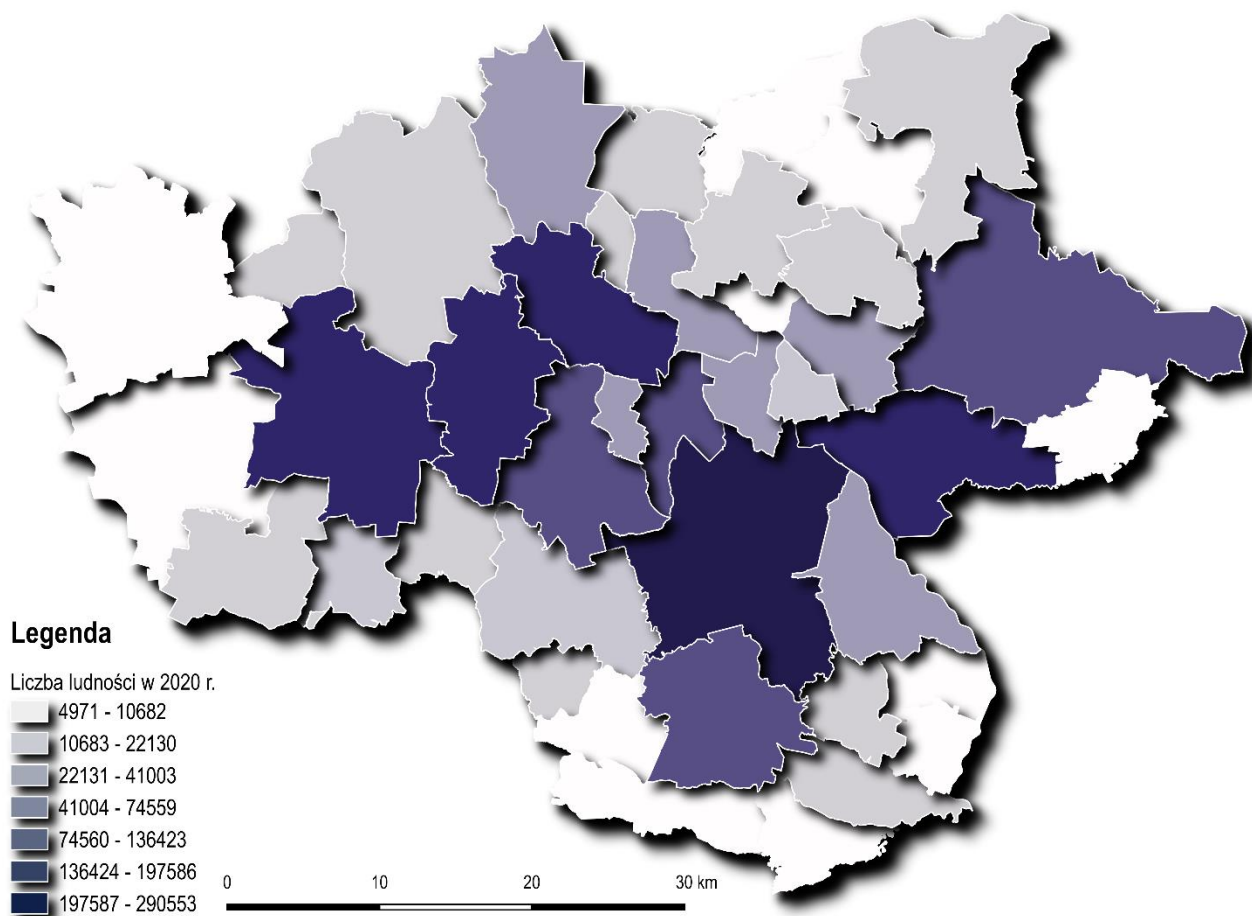 Legenda
Liczba ludności w 2020 r.
4971 - 10682
10683 - 22130
22131 - 41003
41004 - 74559
74560 - 136423
136424 - 197586
197587 - 290553
0 10 20 30 km